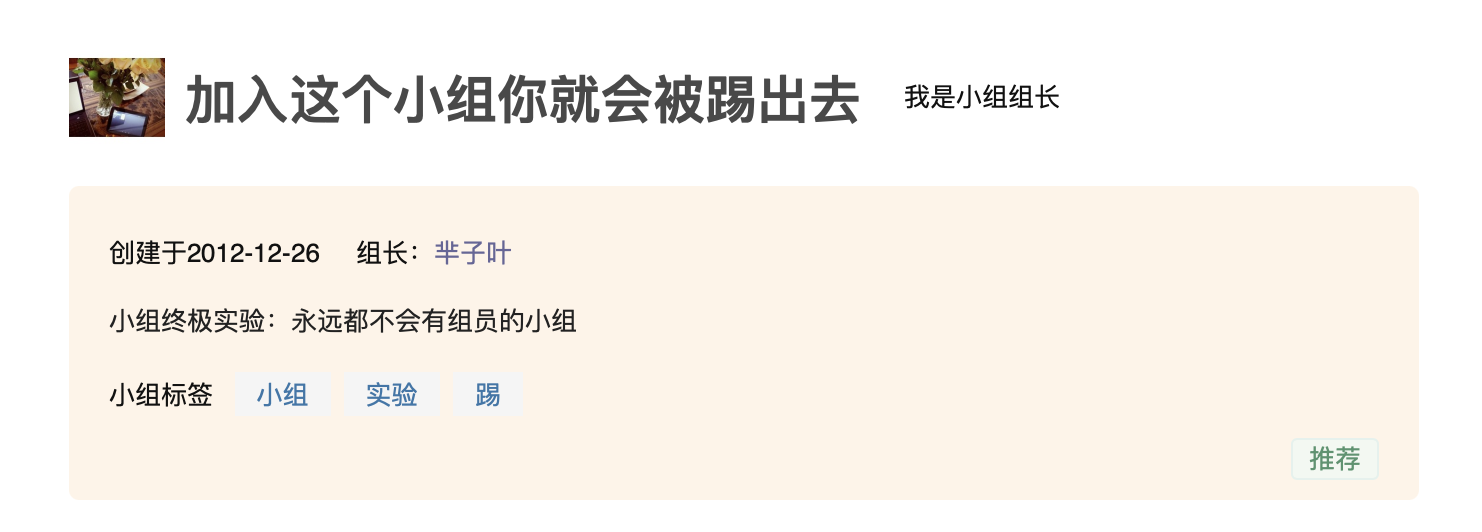 加入这个小组你就会被踢出去 我是小组组长
创建于2012-12-26 组长：芈子叶
小组终极实验：永远都不会有组员的小组
小组标签 小组 实验 踢
推荐